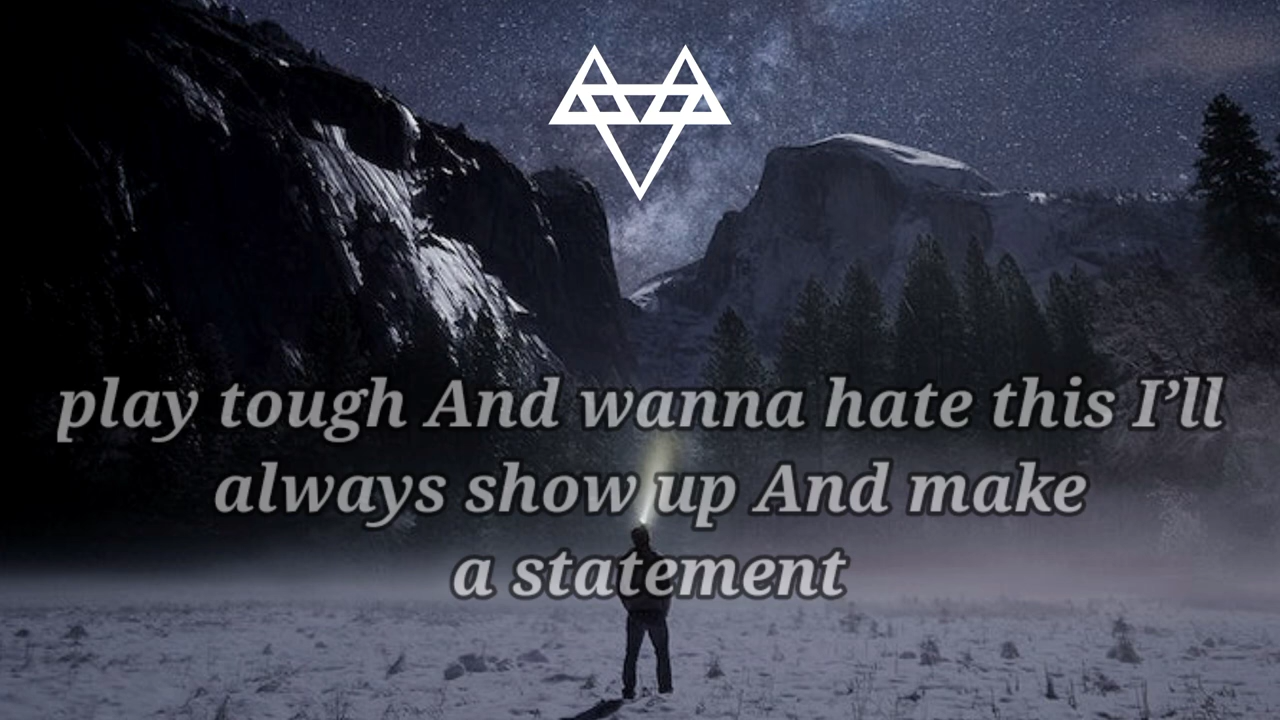 play tough And wanna hate this I’ll
always show up And make
a statement